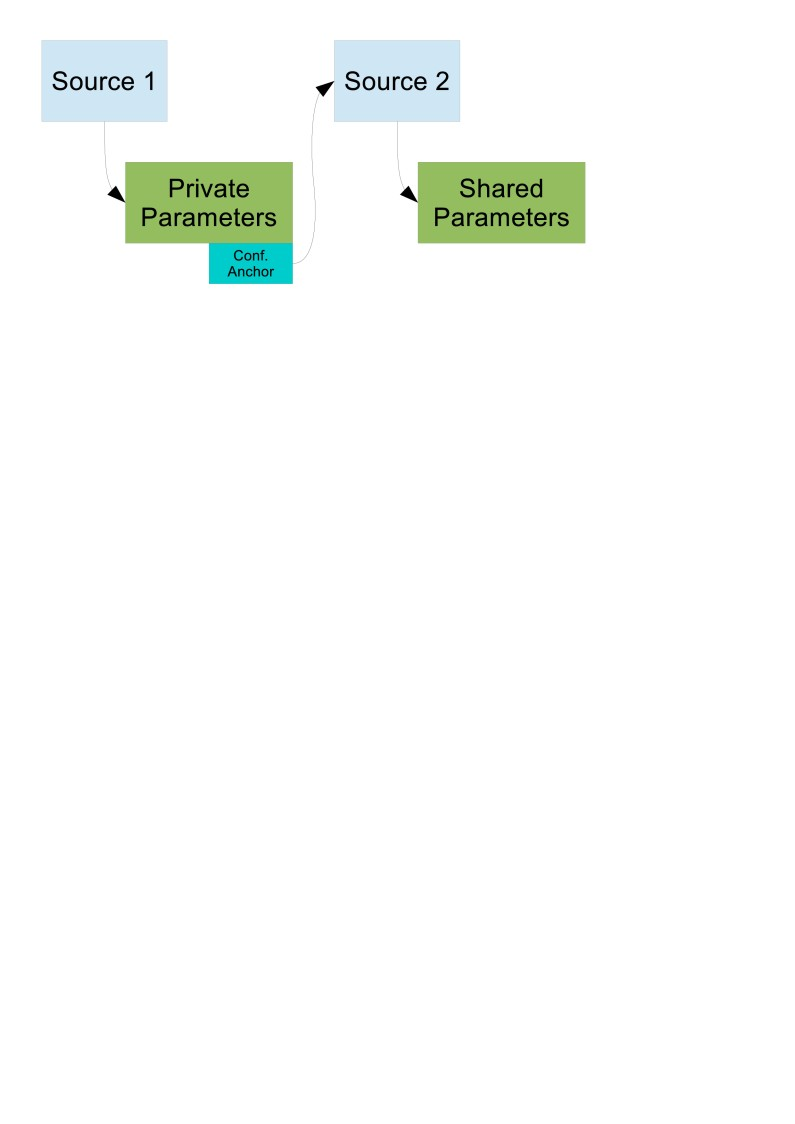 Source 1
Source 2
Private
Parameters
Shared
Parameters
Conf.
Anchor